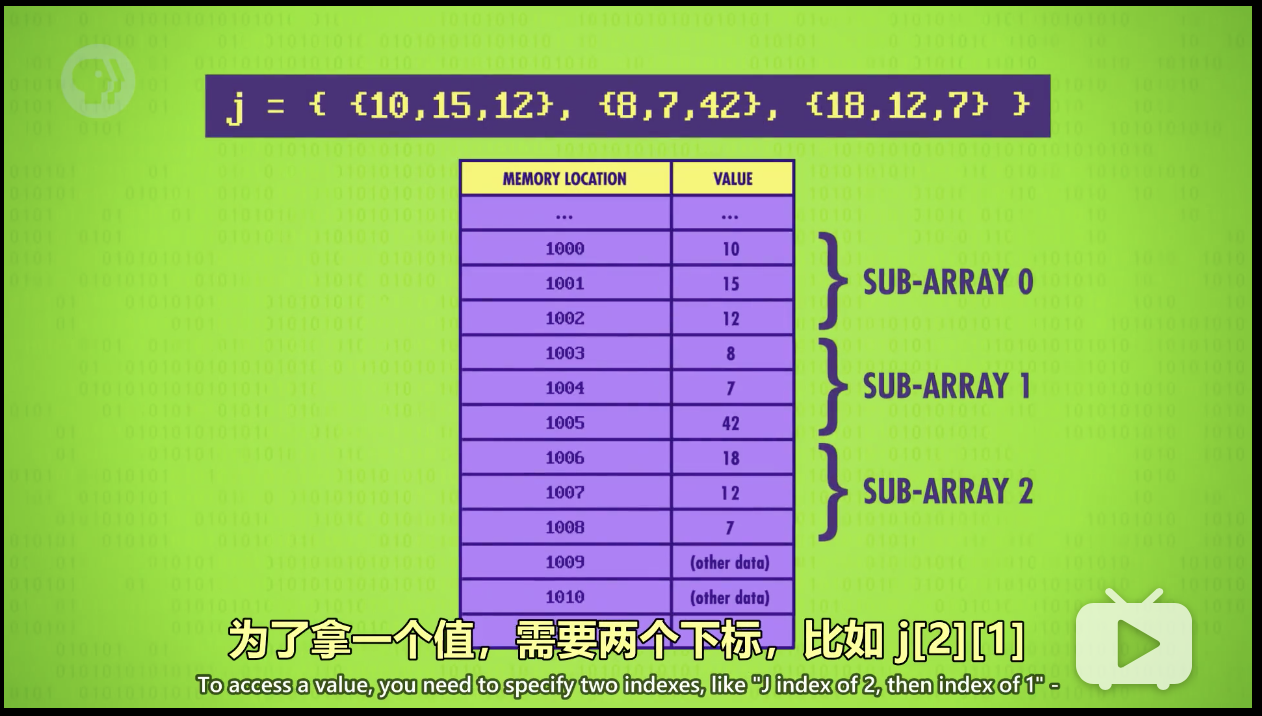 j = { {10,15,12}, {8,7,42}, {18,12,7} }
MEMORY LOCATION VALUE
... ...
1000 10
1001 15
1002 12
SUB-ARRAY 0
1003 8
1004 7
1005 42
SUB-ARRAY 1
1006 18
1007 12
1008 7
SUB-ARRAY 2
1009 (other data)
1010 (other data)
为了拿一个值，需要两个下标，比如 j[2][1]
To access a value, you need to specify two indexes, like "J index of 2, then index of 1" -